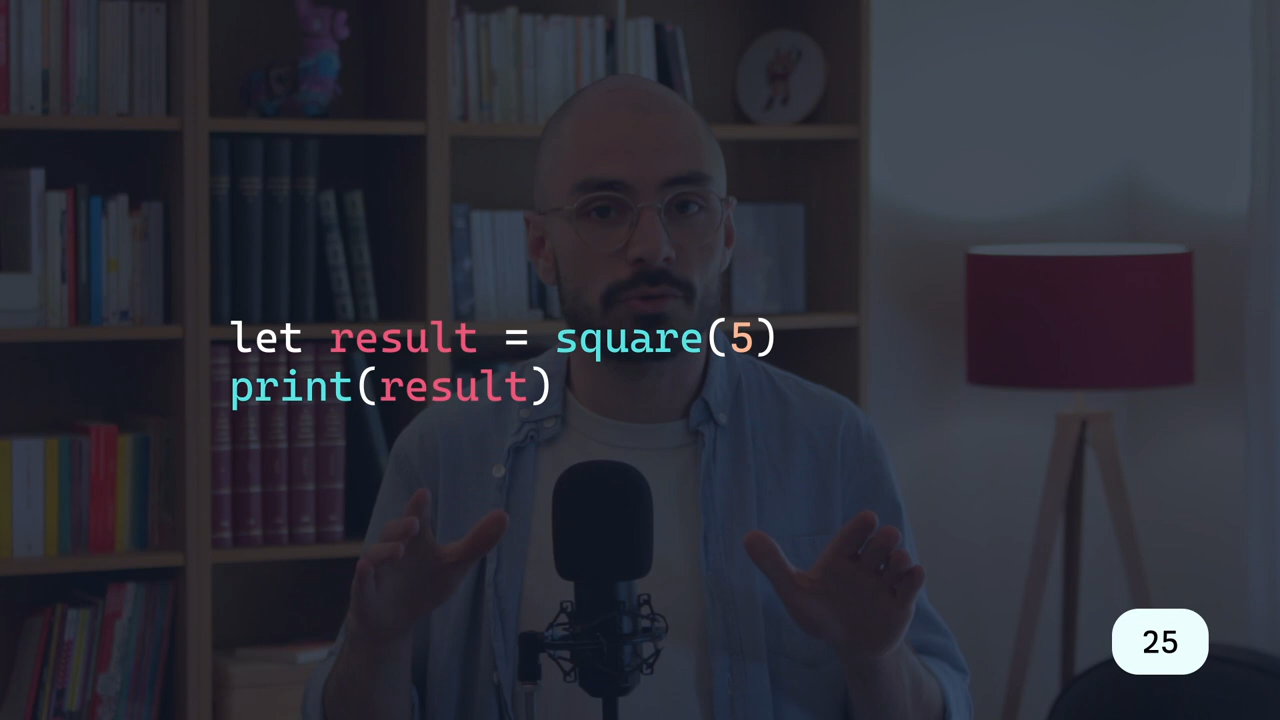 let result = square(5)
print(result)
25